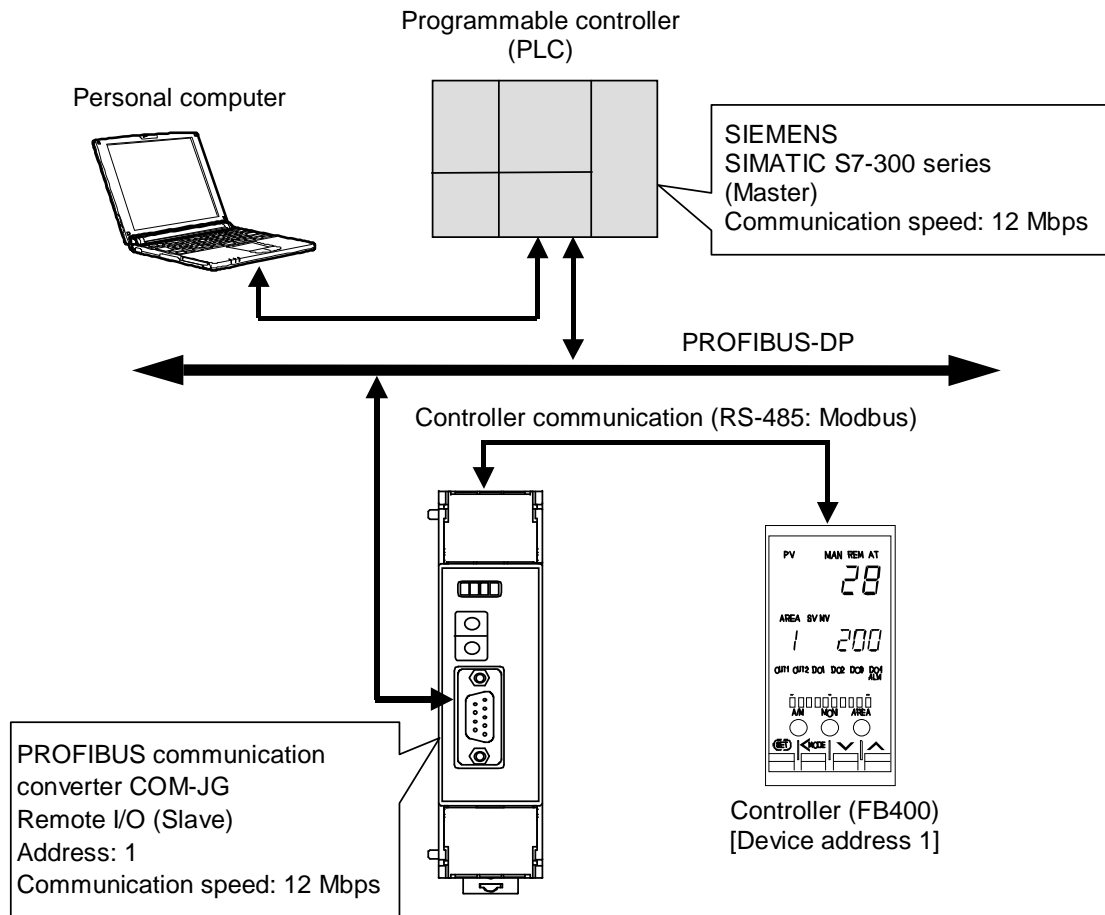 Programmable controller
(PLC)
Personal computer
SIEMENS
SIMATIC S7-300 series
(Master)
Communication speed: 12 Mbps
PROFIBUS-DP
Controller communication (RS-485: Modbus)
PV MAN REM AT
28
AREA SV MV
1 200
OUT1 OUT2 DO1 DO2 DO3 DO4
ALM
A/M MONI AREA
SET <MODE
PROFIBUS communication
converter COM-JG
Remote I/O (Slave)
Address: 1
Communication speed: 12 Mbps
Controller (FB400)
[Device address 1]